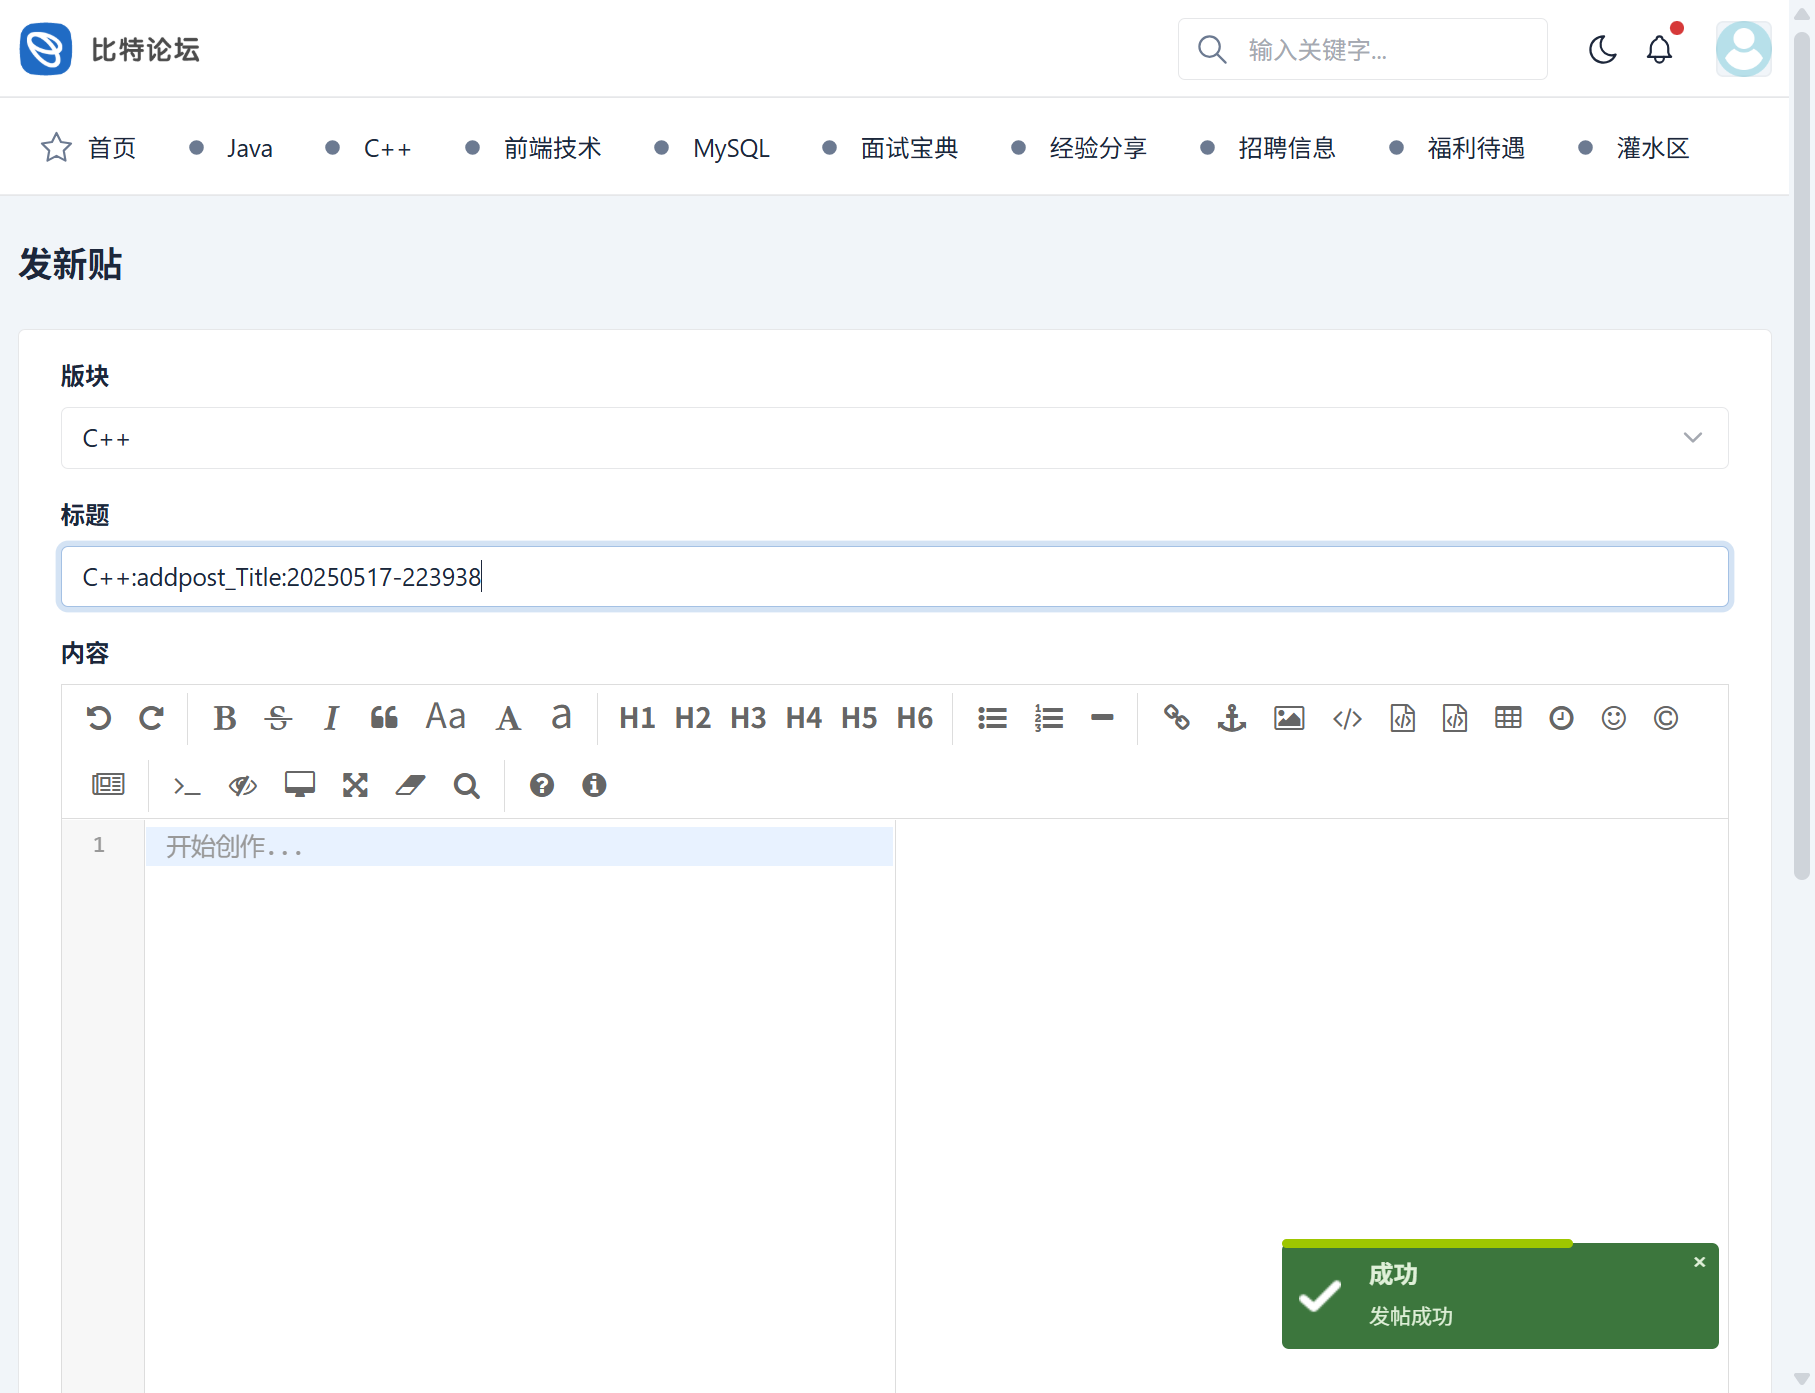 比特论坛
输入关键字...
首页 Java C++ 前端技术 MySQL 面试宝典 经验分享 招聘信息 福利待遇 灌水区
发新贴
版块
C++
标题
C++:addpost_Title:20250517-223938
内容
B S I Aa A a H1 H2 H3 H4 H5 H6
1 开始创作...
成功
发帖成功